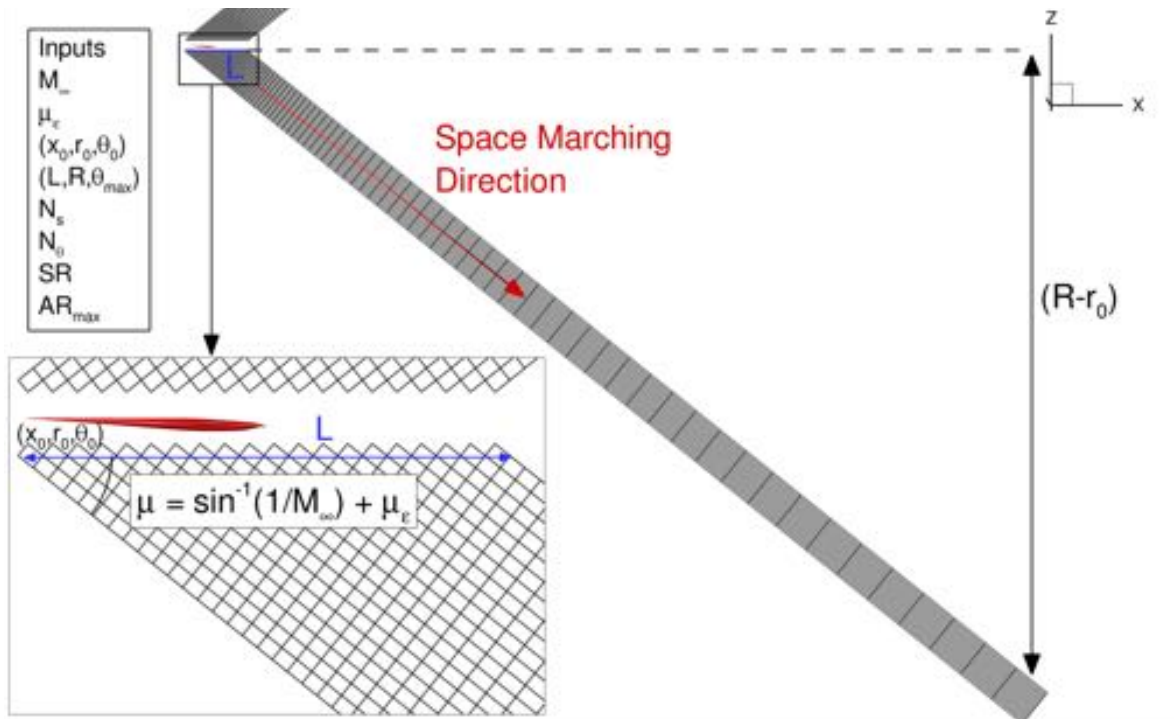 Inputs
M∞
με
(x₀,r₀,θ₀)
(L,R,θmax)
Ns
Nθ
SR
ARmax
L
Space Marching
Direction
z
x
(R-r₀)
(x₀,r₀,θ₀)
L
μ = sin⁻¹(1/M∞) + με